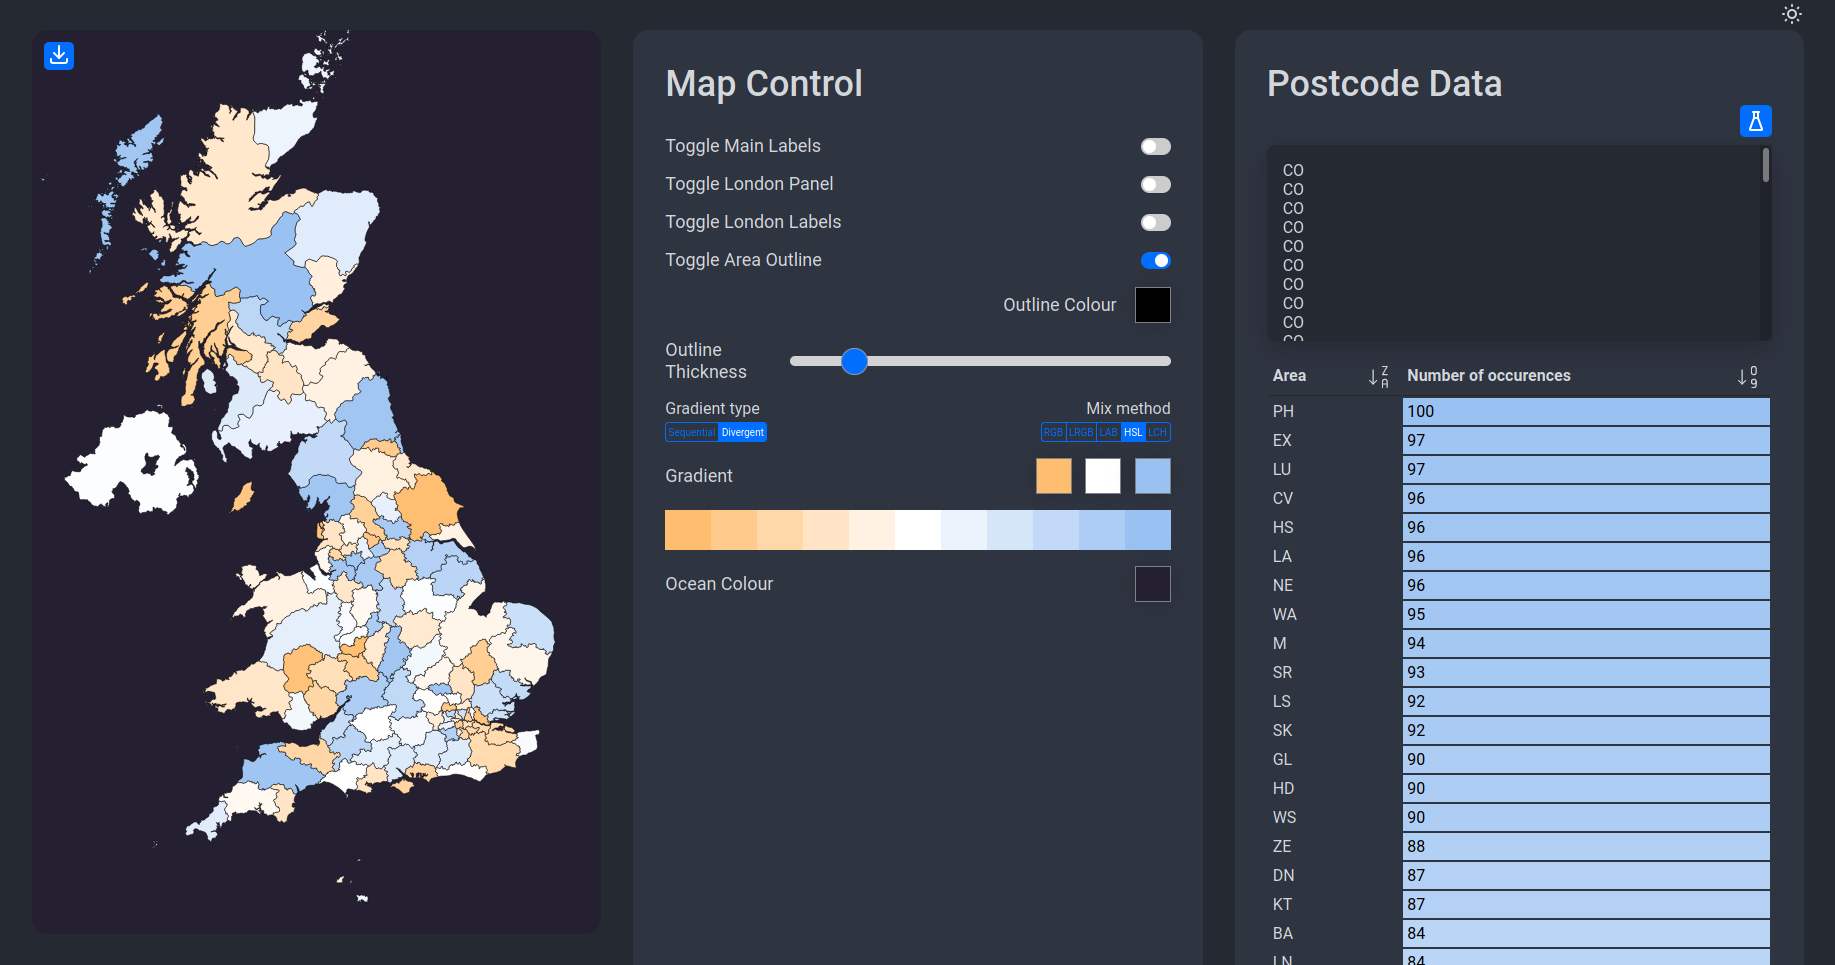 Map Control
Toggle Main Labels
Toggle London Panel
Toggle London Labels
Toggle Area Outline
Outline Colour
Outline
Thickness
Gradient type
Mix method
Sequential Divergent
RGB LRGB LAB HSL LCH
Gradient
Ocean Colour
Postcode Data
CO
CO
CO
CO
CO
CO
CO
CO
CO
CO
Area Z A Number of occurences 0 9
PH 100
EX 97
LU 97
CV 96
HS 96
LA 96
NE 96
WA 95
M 94
SR 93
LS 92
SK 92
GL 90
HD 90
WS 90
ZE 88
DN 87
KT 87
BA 84
LN 84